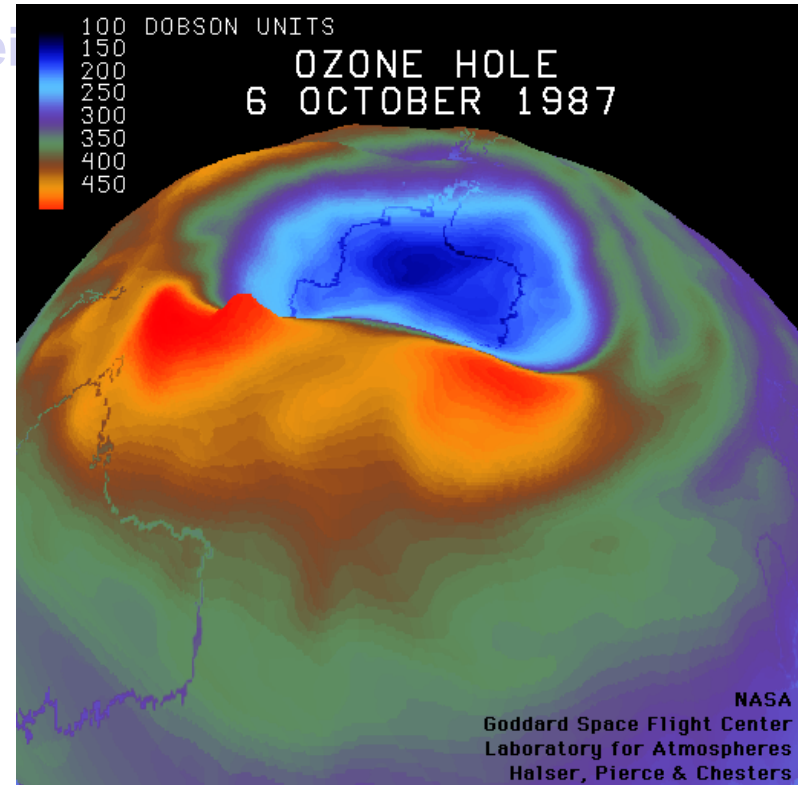 100 DOBSON UNITS
150
200
250
300
350
400
450
OZONE HOLE
6 OCTOBER 1987
NASA
Goddard Space Flight Center
Laboratory for Atmospheres
Halser, Pierce & Chesters